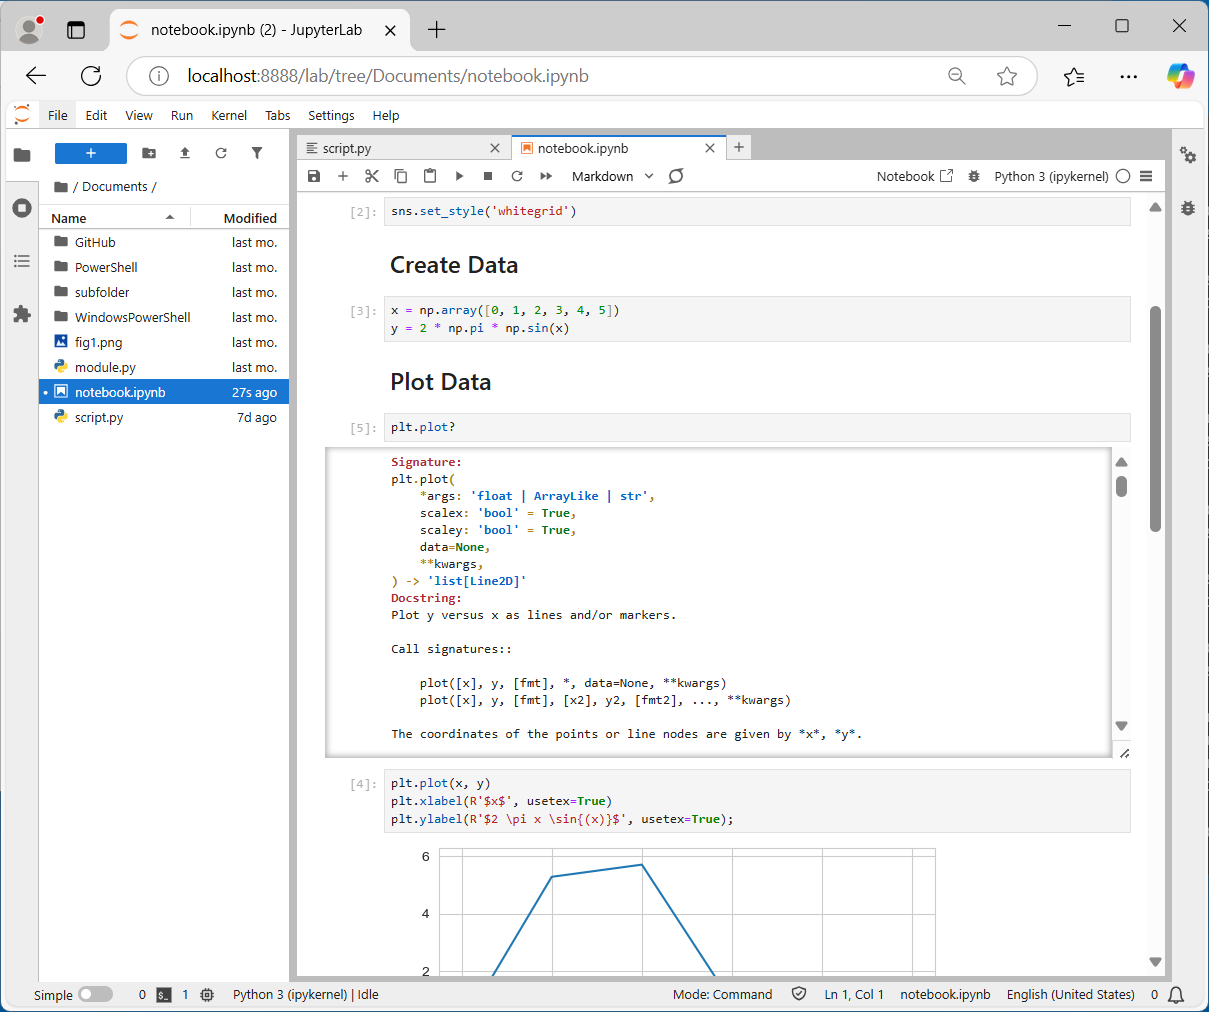 notebook.ipynb (2) - JupyterLab
localhost:8888/lab/tree/Documents/notebook.ipynb
File Edit View Run Kernel Tabs Settings Help
script.py
notebook.ipynb
/ Documents /
Markdown
Notebook
Python 3 (ipykernel)
Name Modified
GitHub last mo.
PowerShell last mo.
subfolder last mo.
WindowsPowerShell last mo.
fig1.png last mo.
module.py last mo.
notebook.ipynb 27s ago
script.py 7d ago
[2]: sns.set_style('whitegrid')
Create Data
[3]: x = np.array([0, 1, 2, 3, 4, 5])
y = 2 * np.pi * np.sin(x)
Plot Data
[5]: plt.plot?
Signature:
plt.plot(
    *args: 'float | ArrayLike | str',
    scalex: 'bool' = True,
    scaley: 'bool' = True,
    data=None,
    **kwargs,
) -> 'list[Line2D]'
Docstring:
Plot y versus x as lines and/or markers.
Call signatures::
    plot([x], y, [fmt], *, data=None, **kwargs)
    plot([x], y, [fmt], [x2], y2, [fmt2], ..., **kwargs)
The coordinates of the points or line nodes are given by *x*, *y*.
[4]: plt.plot(x, y)
plt.xlabel(R'$x$', usetex=True)
plt.ylabel(R'$2 \pi x \sin{(x)}$', usetex=True);
6
4
2
Simple 0 $_ 1 Python 3 (ipykernel) | Idle Mode: Command Ln 1, Col 1 notebook.ipynb English (United States) 0